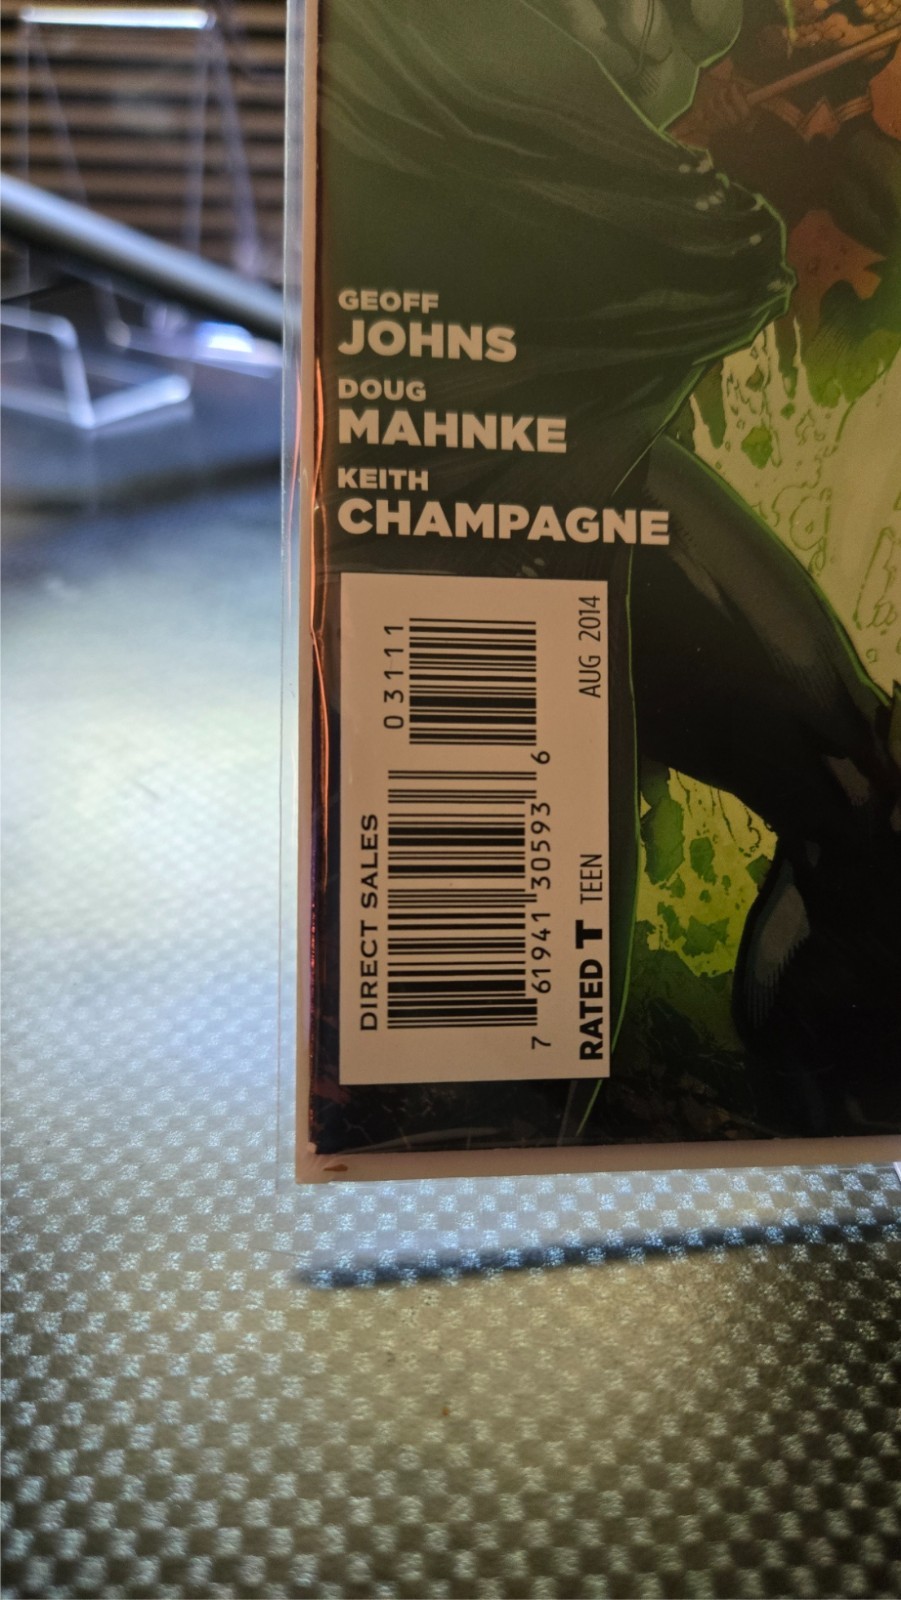 GEOFF
JOHNS
DOUG
MAHNKE
KEITH
CHAMPAGNE
DIRECT SALES
03111
7 61941 30593 6
RATED T TEEN AUG 2014